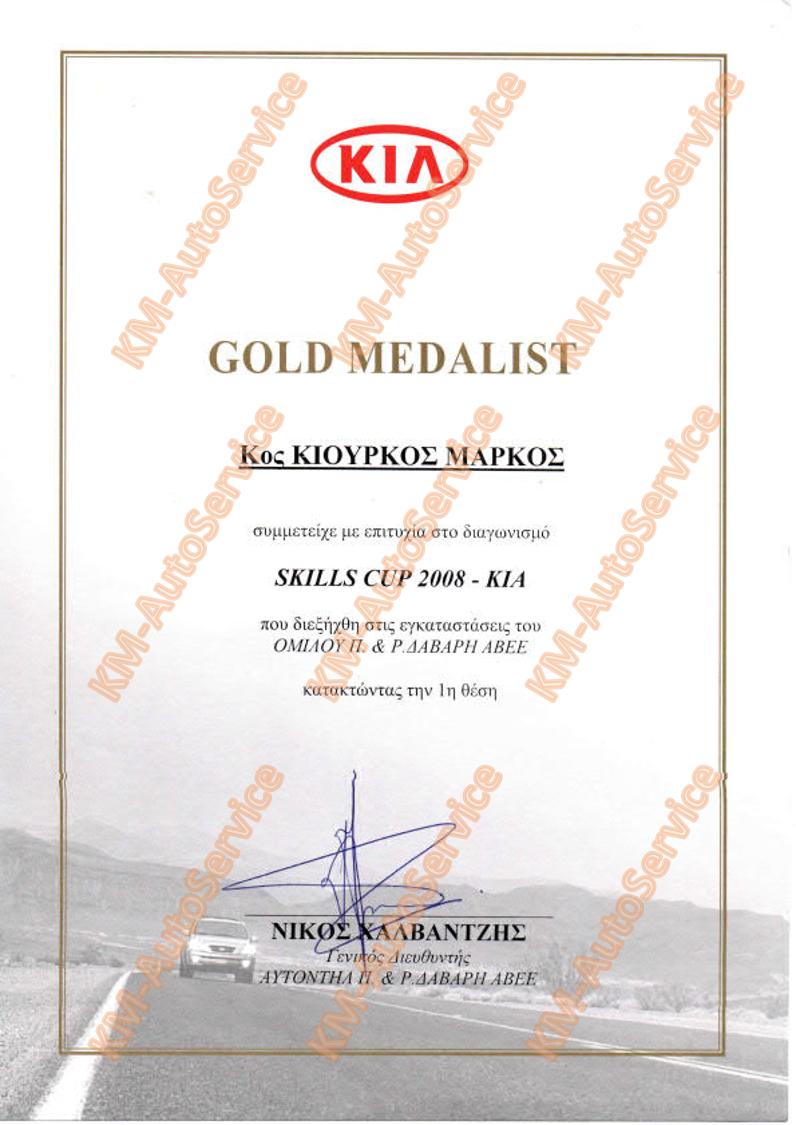 KIA
GOLD MEDALIST
Κος ΚΙΟΥΡΚΟΣ ΜΑΡΚΟΣ
συμμετείχε με επιτυχία στο διαγωνισμό
SKILLS CUP 2008 - KIA
που διεξήχθη στις εγκαταστάσεις του
ΟΜΙΛΟΥ Π. & Ρ.ΔΑΒΑΡΗ ΑΒΕΕ
κατακτώντας την 1η θέση
ΝΙΚΟΣ ΧΑΛΒΑΝΤΖΗΣ
Γενικός Διευθυντής
ΑΥΤΟΝΤΗΛ Π. & Ρ.ΔΑΒΑΡΗ ΑΒΕΕ
KM-AutoService
KM-AutoService
KM-AutoService
KM-AutoService
KM-AutoService
KM-AutoService
KM-AutoService
KM-AutoService
KM-AutoService